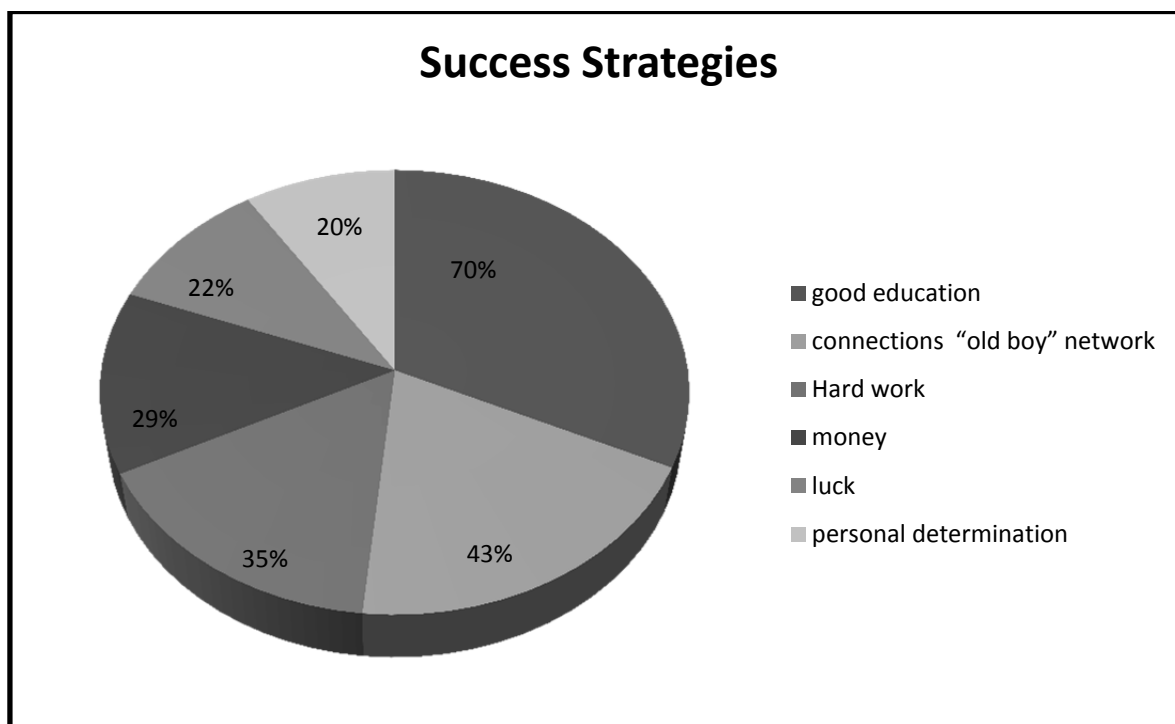 Success Strategies
20%
70%
22%
29%
35%
43%
good education
connections “old boy” network
Hard work
money
luck
personal determination